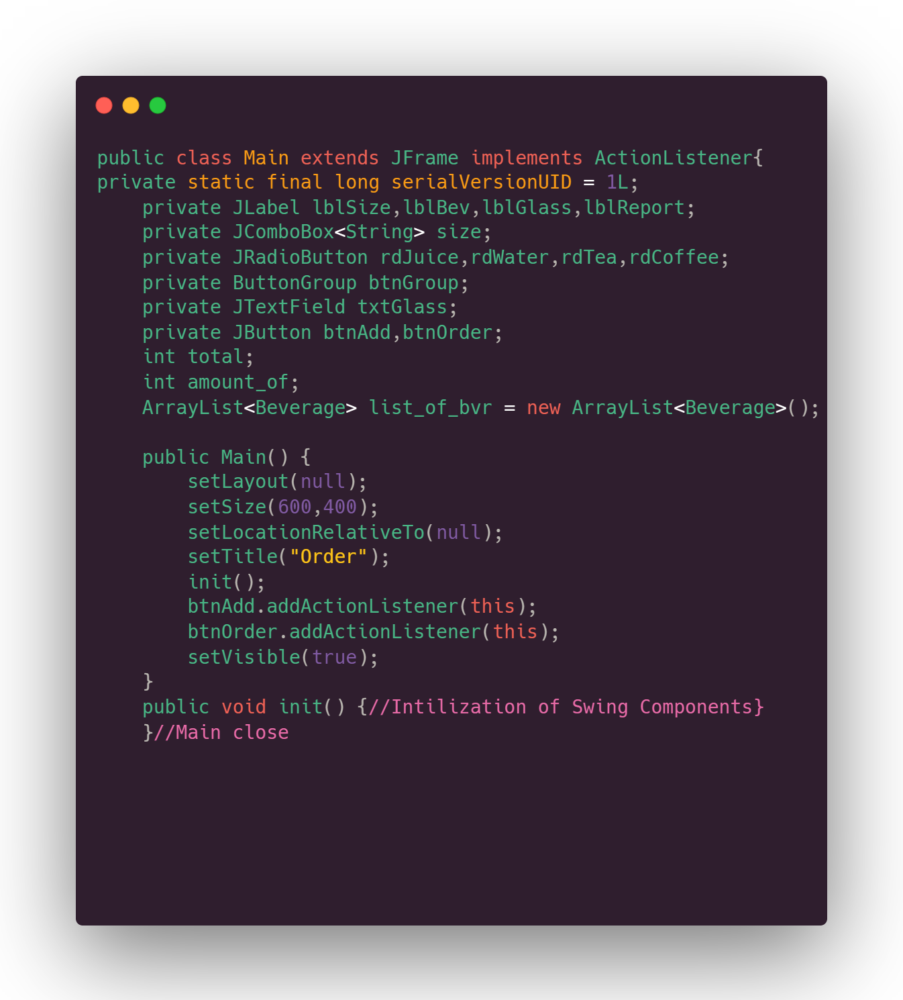 public class Main extends JFrame implements ActionListener{
private static final long serialVersionUID = 1L;
    private JLabel lblSize,lblBev,lblGlass,lblReport;
    private JComboBox<String> size;
    private JRadioButton rdJuice,rdWater,rdTea,rdCoffee;
    private ButtonGroup btnGroup;
    private JTextField txtGlass;
    private JButton btnAdd,btnOrder;
    int total;
    int amount_of;
    ArrayList<Beverage> list_of_bvr = new ArrayList<Beverage>();

    public Main() {
        setLayout(null);
        setSize(600,400);
        setLocationRelativeTo(null);
        setTitle("Order");
        init();
        btnAdd.addActionListener(this);
        btnOrder.addActionListener(this);
        setVisible(true);
    }
    public void init() {//Intilization of Swing Components}
    }//Main close